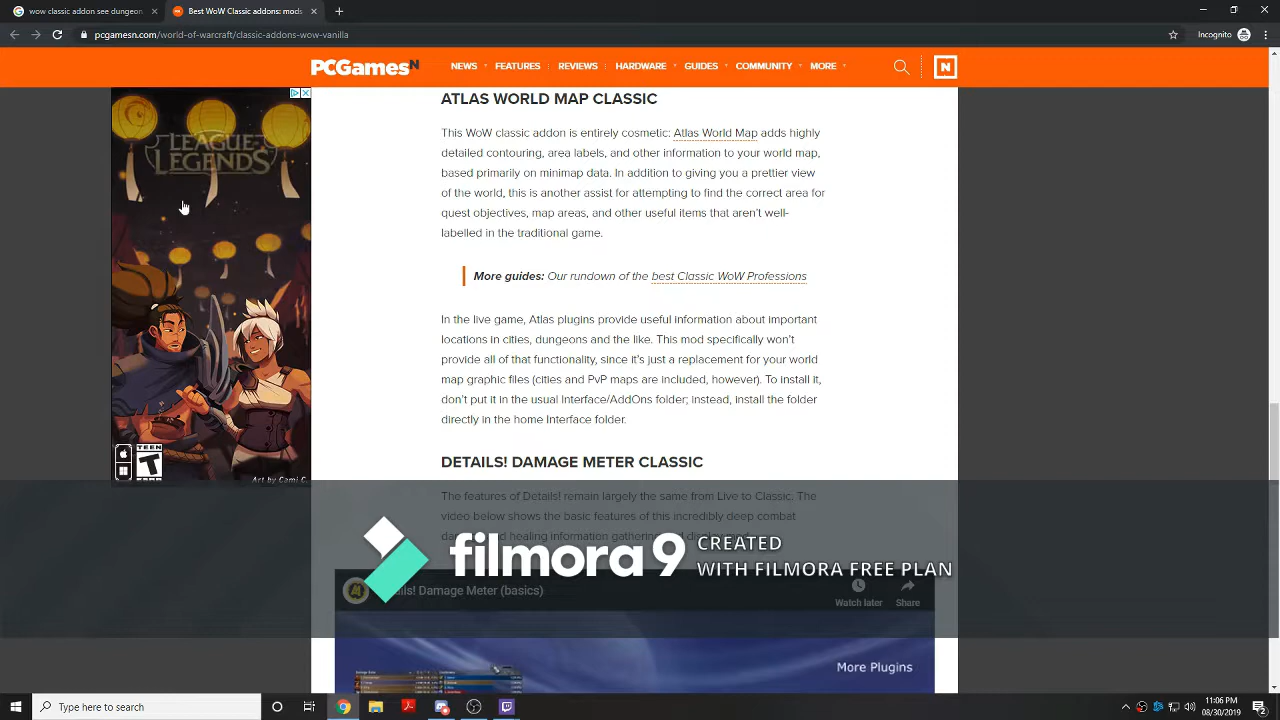 wow classic addon see dungeon
Best WoW Classic addons: mods
pcgamesn.com/world-of-warcraft/classic-addons-wow-vanilla
Incognito
PCGamesN
NEWS
FEATURES
REVIEWS
HARDWARE
GUIDES
COMMUNITY
MORE
N
LEAGUE
OF
LEGENDS
TEEN
T
Art by Cami C.
ATLAS WORLD MAP CLASSIC
This WoW classic addon is entirely cosmetic: Atlas World Map adds highly
detailed contouring, area labels, and other information to your world map,
based primarily on minimap data. In addition to giving you a prettier view
of the world, this is another assist for attempting to find the correct area for
quest objectives, map areas, and other useful items that aren't well-
labelled in the traditional game.
More guides: Our rundown of the best Classic WoW Professions
In the live game, Atlas plugins provide useful information about important
locations in cities, dungeons and the like. This mod specifically won't
provide all of that functionality, since it's just a replacement for your world
map graphic files (cities and PvP maps are included, however). To install it,
don't put it in the usual Interface/AddOns folder; instead, install the folder
directly in the home Interface folder.
DETAILS! DAMAGE METER CLASSIC
The features of Details! remain largely the same from Live to Classic; The
video below shows the basic features of this incredibly deep combat
healing information
filmora9
CREATED
WITH FILMORA FREE PLAN
Damage Meter (basics)
Watch later
Share
More Plugins
Type here to search
11:06 PM
08/30/2019
2